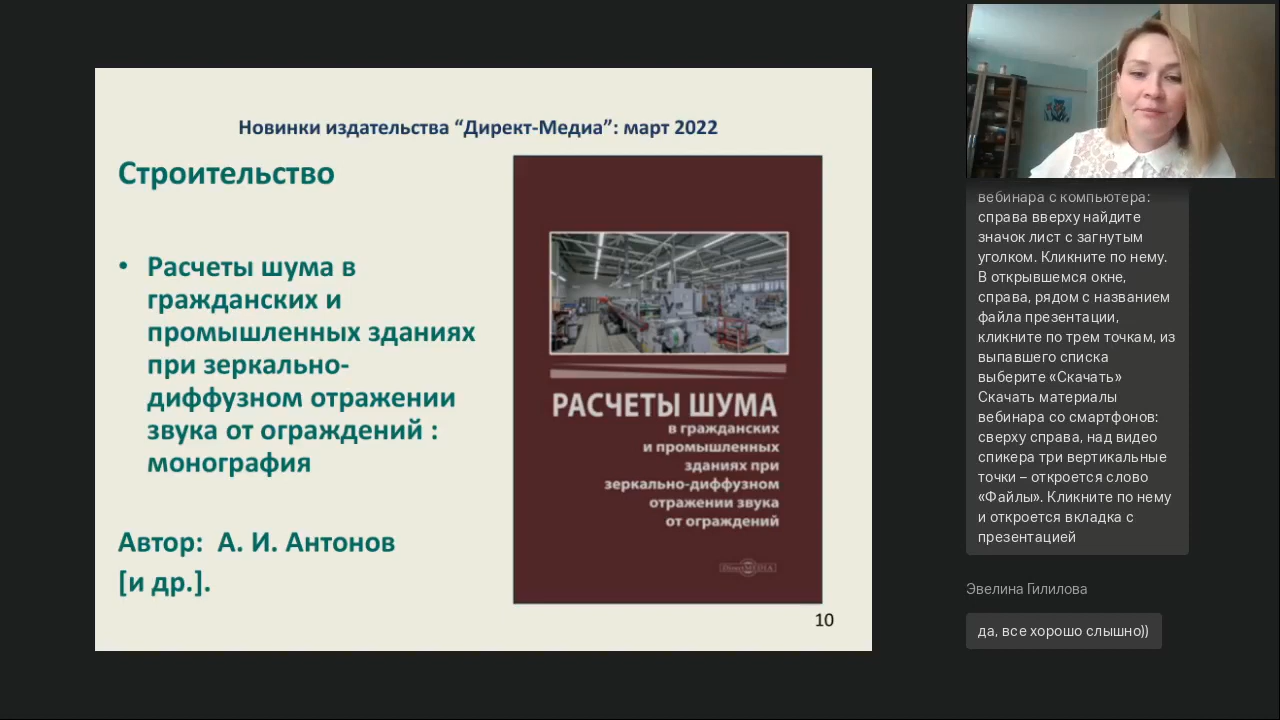 Новинки издательства “Директ-Медиа”: март 2022
Строительство
• Расчеты шума в
гражданских и
промышленных зданиях
при зеркально-
диффузном отражении
звука от ограждений :
монография
Автор: А. И. Антонов
[и др.].
РАСЧЕТЫ ШУМА
в гражданских
и промышленных
зданиях при
зеркально-диффузном
отражении звука
от ограждений
DirectMEDIA
10
вебинара с компьютера:
справа вверху найдите
значок лист с загнутым
уголком. Кликните по нему.
В открывшемся окне,
справа, рядом с названием
файла презентации,
кликните по трем точкам, из
выпавшего списка
выберите «Скачать»
Скачать материалы
вебинара со смартфонов:
сверху справа, над видео
спикера три вертикальные
точки – откроется слово
«Файлы». Кликните по нему
и откроется вкладка с
презентацией
Эвелина Гилилова
да, все хорошо слышно))